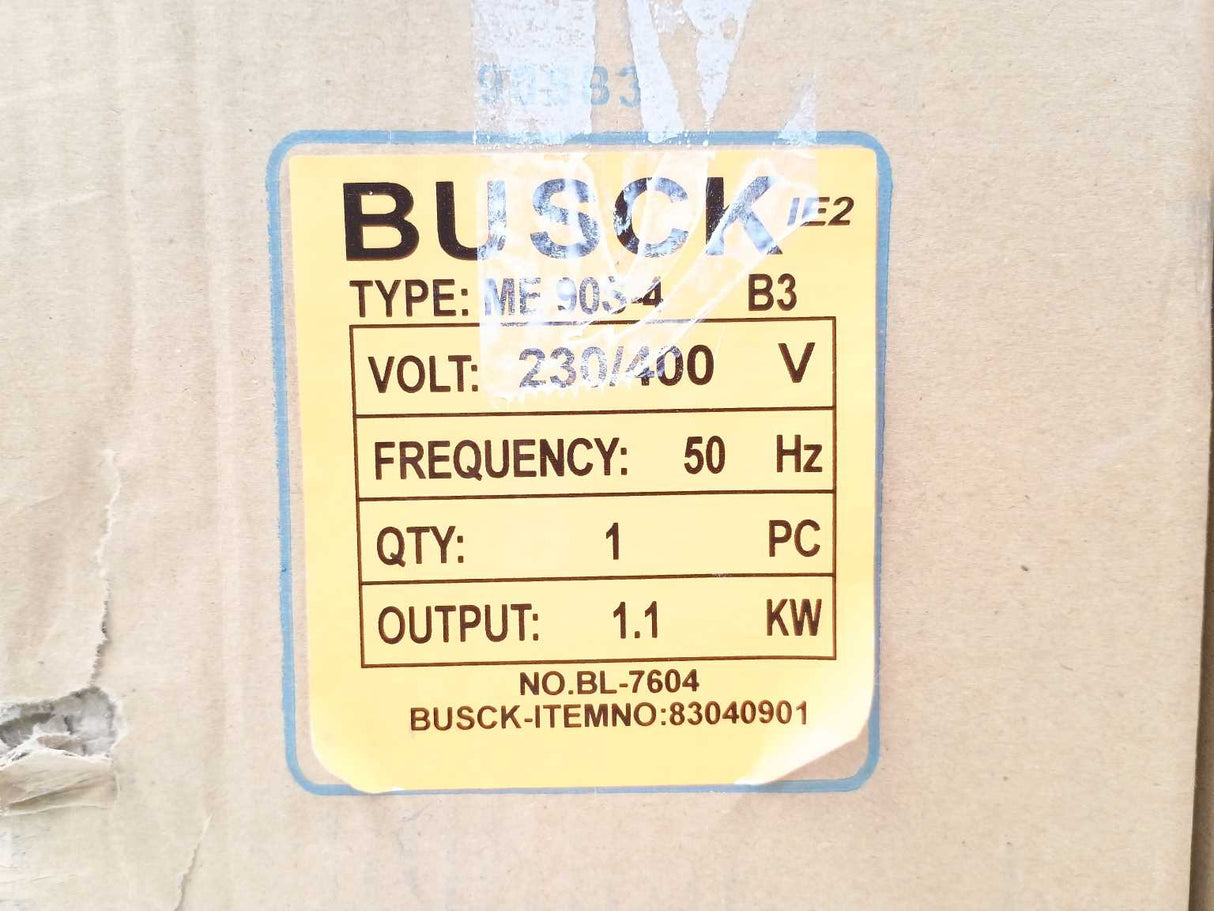 BUSCK IE2
TYPE: ME 90S-4 B3
VOLT: 230/400 V
FREQUENCY: 50 Hz
QTY: 1 PC
OUTPUT: 1.1 KW
NO.BL-7604
BUSCK-ITEMNO:83040901